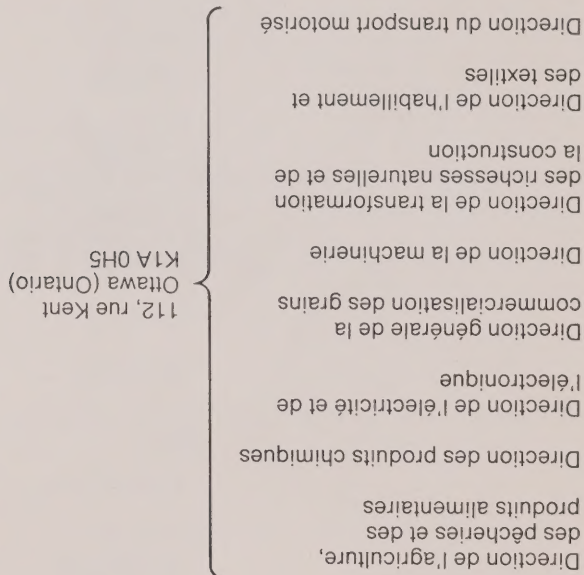 Direction de l'agriculture,
des pêcheries et des
produits alimentaires
Direction des produits chimiques
Direction de l'électricité et de
l'électronique
Direction générale de la
commercialisation des grains
Direction de la machinerie
Direction de la transformation
des richesses naturelles et de
la construction
Direction de l'habillement et
des textiles
Direction du transport motorisé
112, rue Kent
Ottawa (Ontario)
K1A 0H5